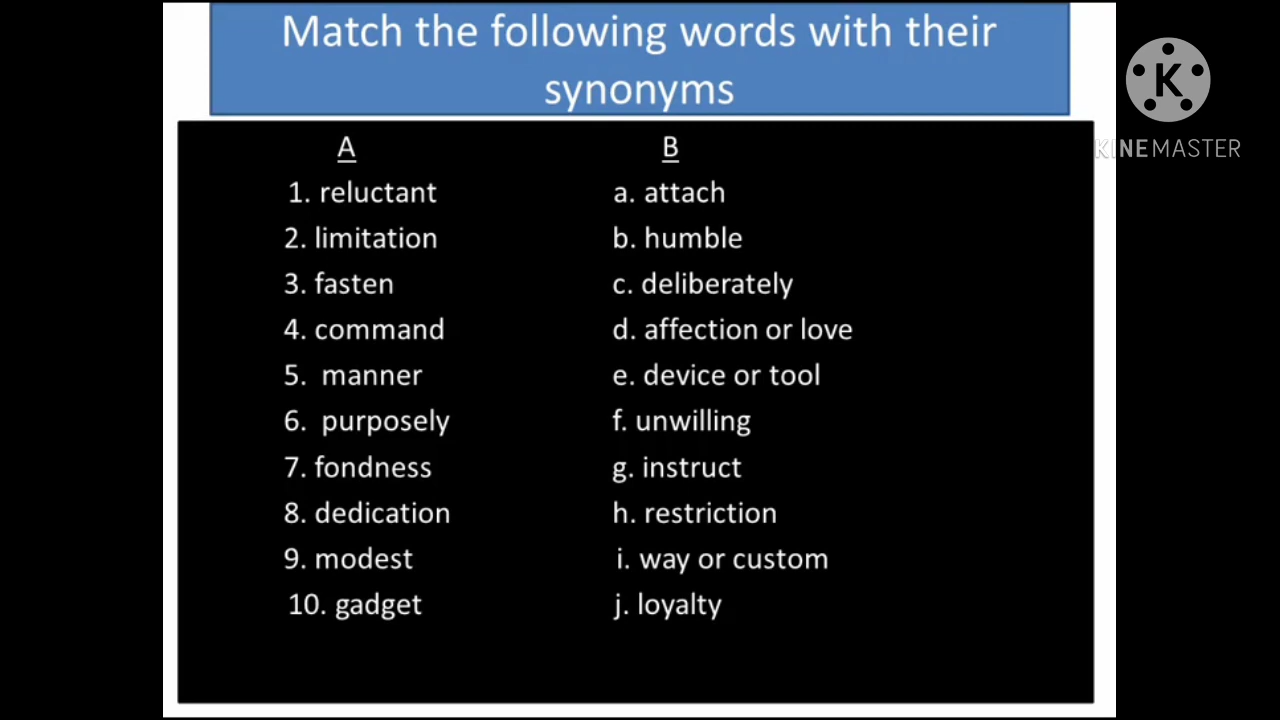 Match the following words with their
synonyms
A B
1. reluctant a. attach
2. limitation b. humble
3. fasten c. deliberately
4. command d. affection or love
5. manner e. device or tool
6. purposely f. unwilling
7. fondness g. instruct
8. dedication h. restriction
9. modest i. way or custom
10. gadget j. loyalty
K
KINEMASTER